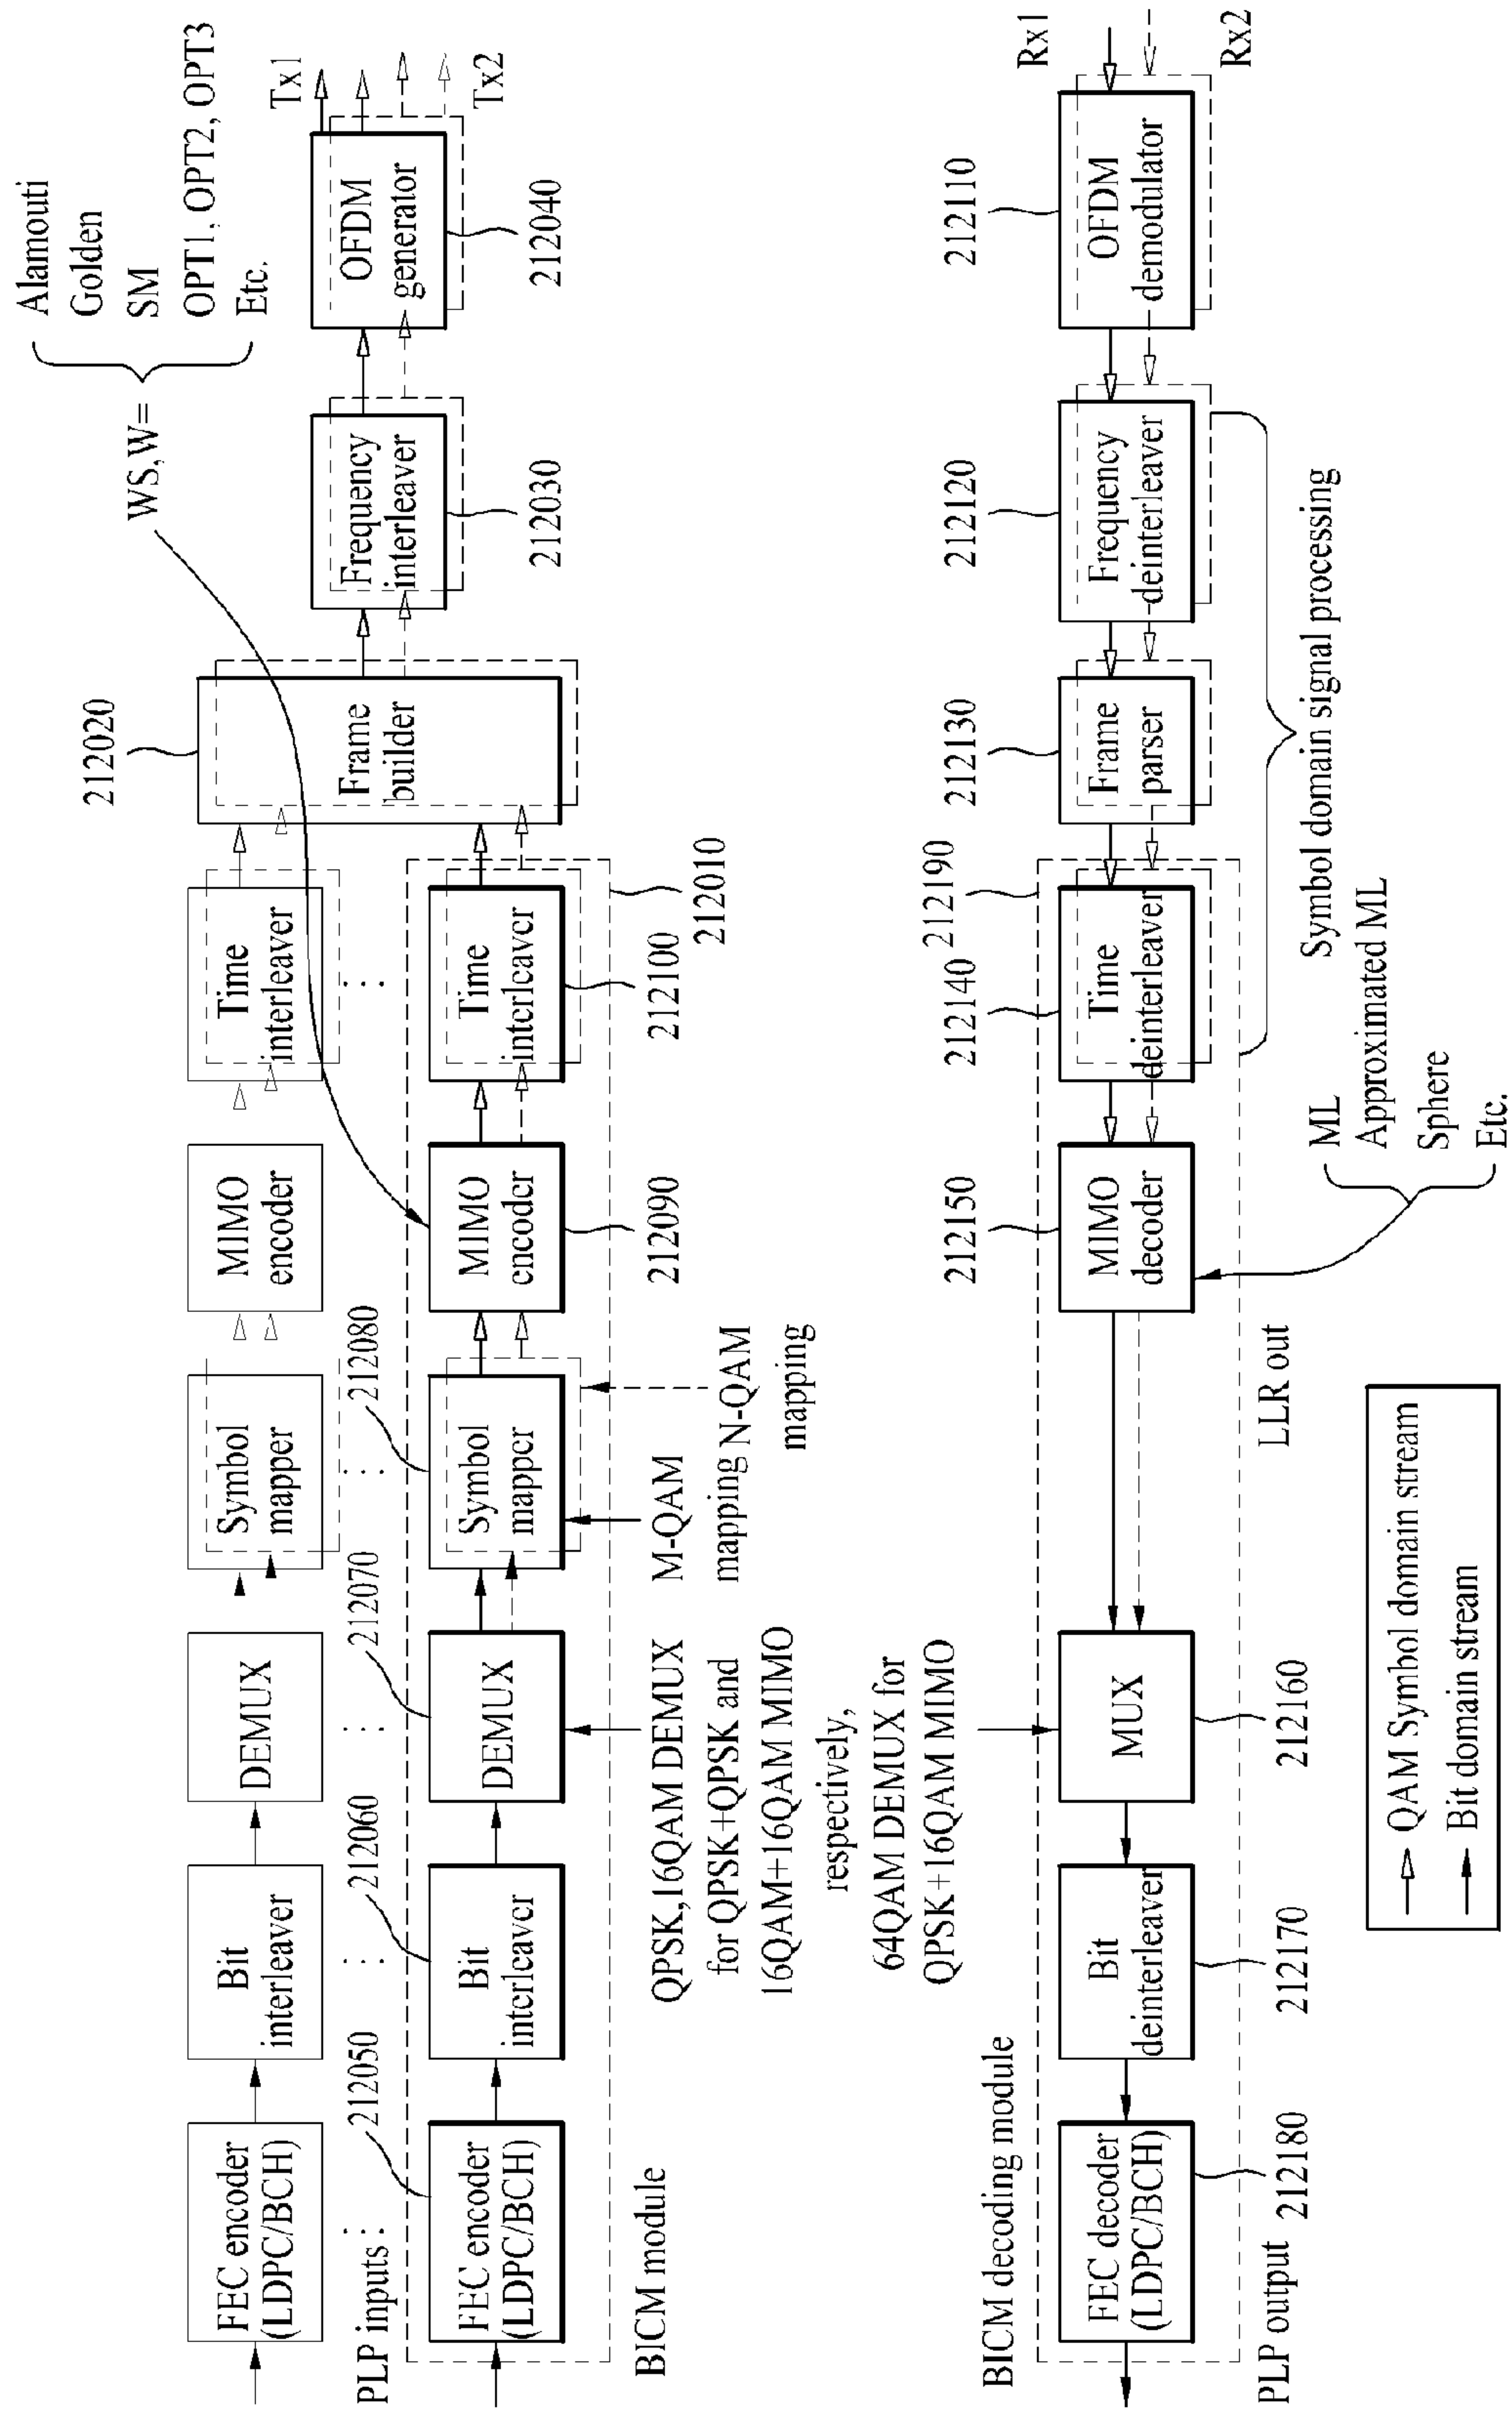 Alamouti
Golden
SM
OPT1, OPT2, OPT3
Etc.
WS,W=
212020
Tx1
Tx2
FEC encoder
(LDPC/BCH)
Bit
interleaver
DEMUX
Symbol
mapper
MIMO
encoder
Time
interleaver
Frame
builder
Frequency
interleaver
OFDM
generator
212030
212040
PLP inputs
212050
212060
212070
212080
FEC encoder
(LDPC/BCH)
Bit
interleaver
DEMUX
Symbol
mapper
MIMO
encoder
Time
interleaver
BICM module
212090
212100
212010
QPSK,16QAM DEMUX
for QPSK+QPSK and
16QAM+16QAM MIMO
respectively,
64QAM DEMUX for
QPSK+16QAM MIMO
M-QAM
mapping
N-QAM
mapping
BICM decoding module
212150
212140
212190
212130
212120
212110
Rx1
Rx2
FEC decoder
(LDPC/BCH)
Bit
deinterleaver
MUX
MIMO
decoder
Time
deinterleaver
Frame
parser
Frequency
deinterleaver
OFDM
demodulator
PLP output
212180
212170
212160
LLR out
Symbol domain signal processing
ML
Approximated ML
Sphere
Etc.
QAM Symbol domain stream
Bit domain stream